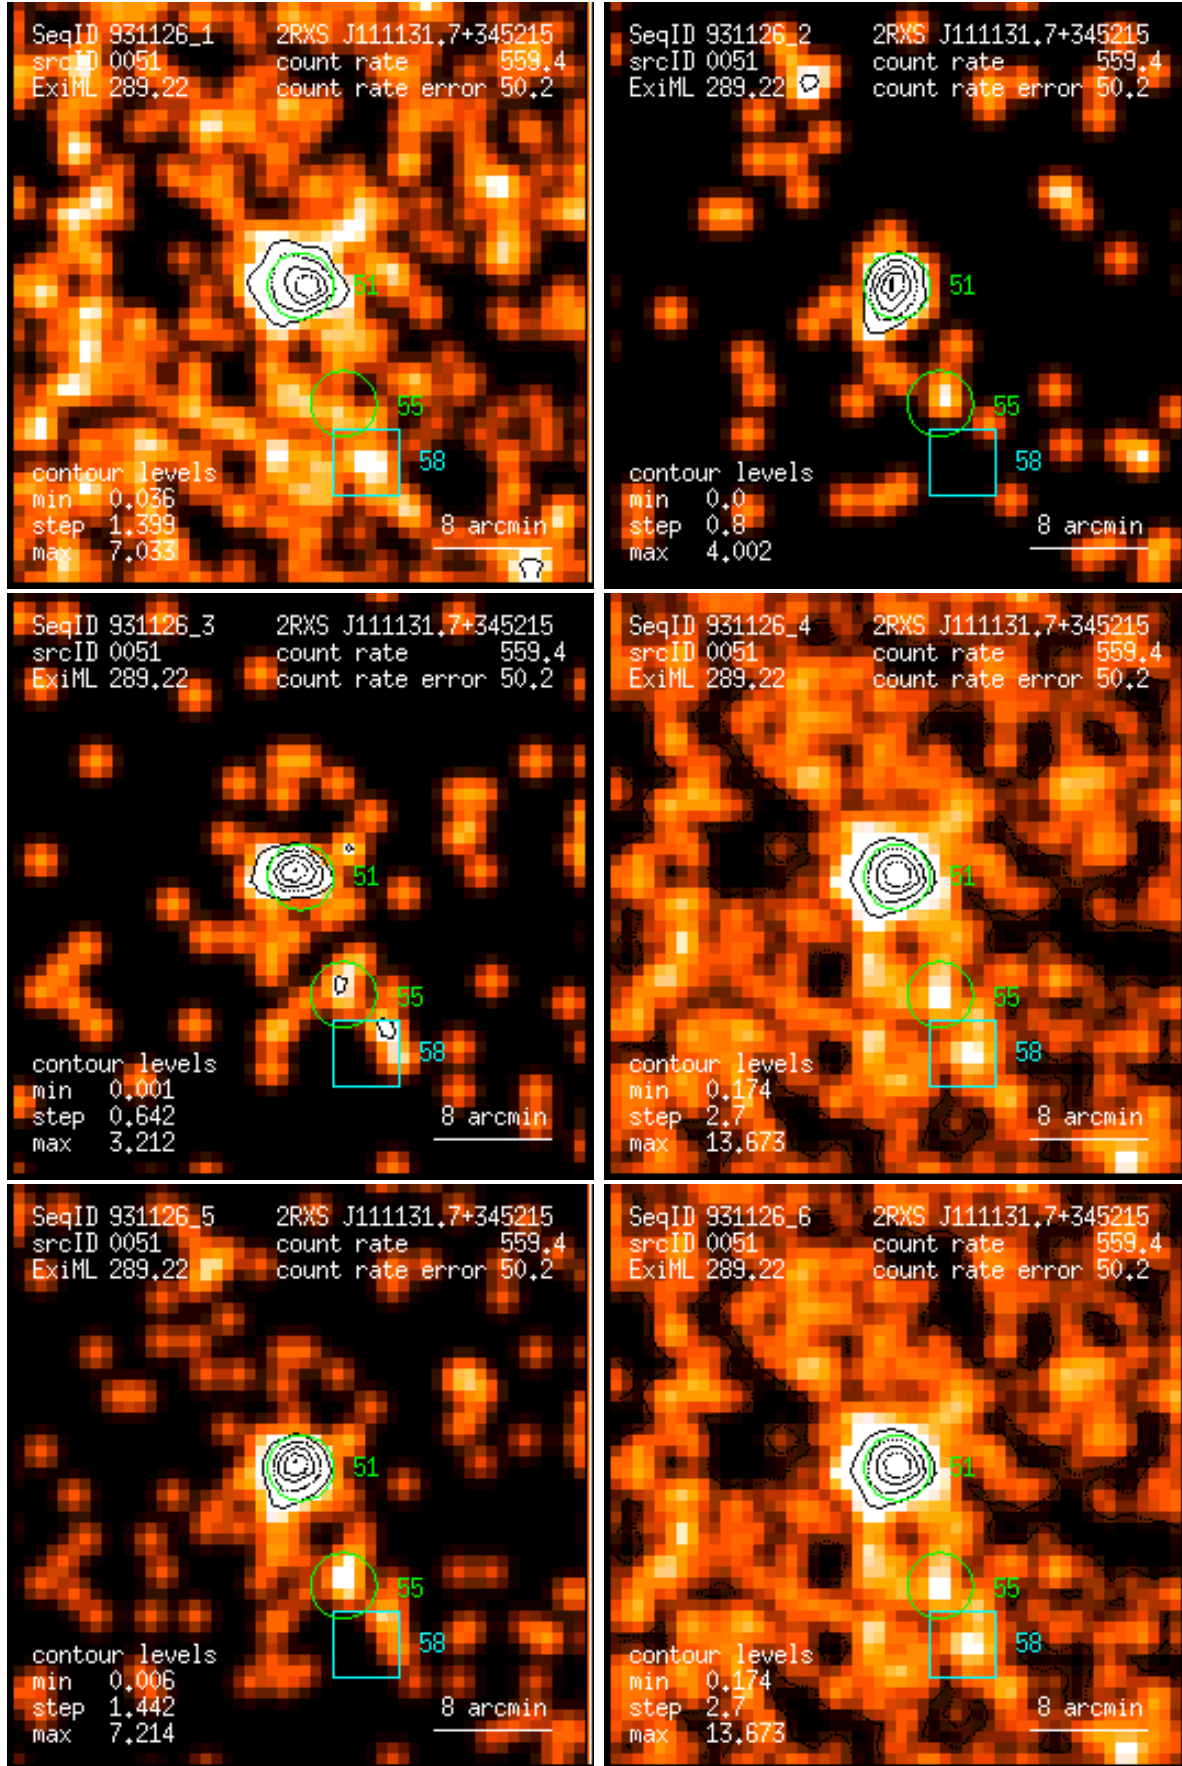 SeqID 931126_1 2RXS J111131.7+345215
srcID 0051 count rate 559.4
ExiML 289.22 count rate error 50.2
51
55
58
contour levels
min 0.036
step 1.399
max 7.033
8 arcmin
SeqID 931126_2 2RXS J111131.7+345215
srcID 0051 count rate 559.4
ExiML 289.22 count rate error 50.2
51
55
58
contour levels
min 0.0
step 0.8
max 4.002
8 arcmin
SeqID 931126_3 2RXS J111131.7+345215
srcID 0051 count rate 559.4
ExiML 289.22 count rate error 50.2
51
55
58
contour levels
min 0.001
step 0.642
max 3.212
8 arcmin
SeqID 931126_4 2RXS J111131.7+345215
srcID 0051 count rate 559.4
ExiML 289.22 count rate error 50.2
51
55
58
contour levels
min 0.174
step 2.7
max 13.673
8 arcmin
SeqID 931126_5 2RXS J111131.7+345215
srcID 0051 count rate 559.4
ExiML 289.22 count rate error 50.2
51
55
58
contour levels
min 0.006
step 1.442
max 7.214
8 arcmin
SeqID 931126_6 2RXS J111131.7+345215
srcID 0051 count rate 559.4
ExiML 289.22 count rate error 50.2
51
55
58
contour levels
min 0.174
step 2.7
max 13.673
8 arcmin